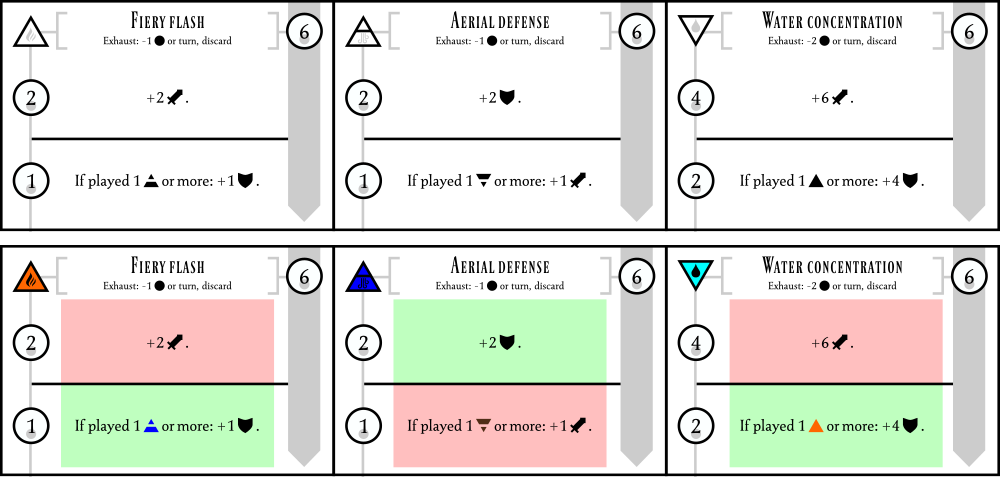 FIERY FLASH
Exhaust: -1 or turn, discard
6
2
+2 .
1
If played 1 or more: +1 .
AERIAL DEFENSE
Exhaust: -1 or turn, discard
6
2
+2 .
1
If played 1 or more: +1 .
WATER CONCENTRATION
Exhaust: -2 or turn, discard
6
4
+6 .
2
If played 1 or more: +4 .
FIERY FLASH
Exhaust: -1 or turn, discard
6
2
+2 .
1
If played 1 or more: +1 .
AERIAL DEFENSE
Exhaust: -1 or turn, discard
6
2
+2 .
1
If played 1 or more: +1 .
WATER CONCENTRATION
Exhaust: -2 or turn, discard
6
4
+6 .
2
If played 1 or more: +4 .